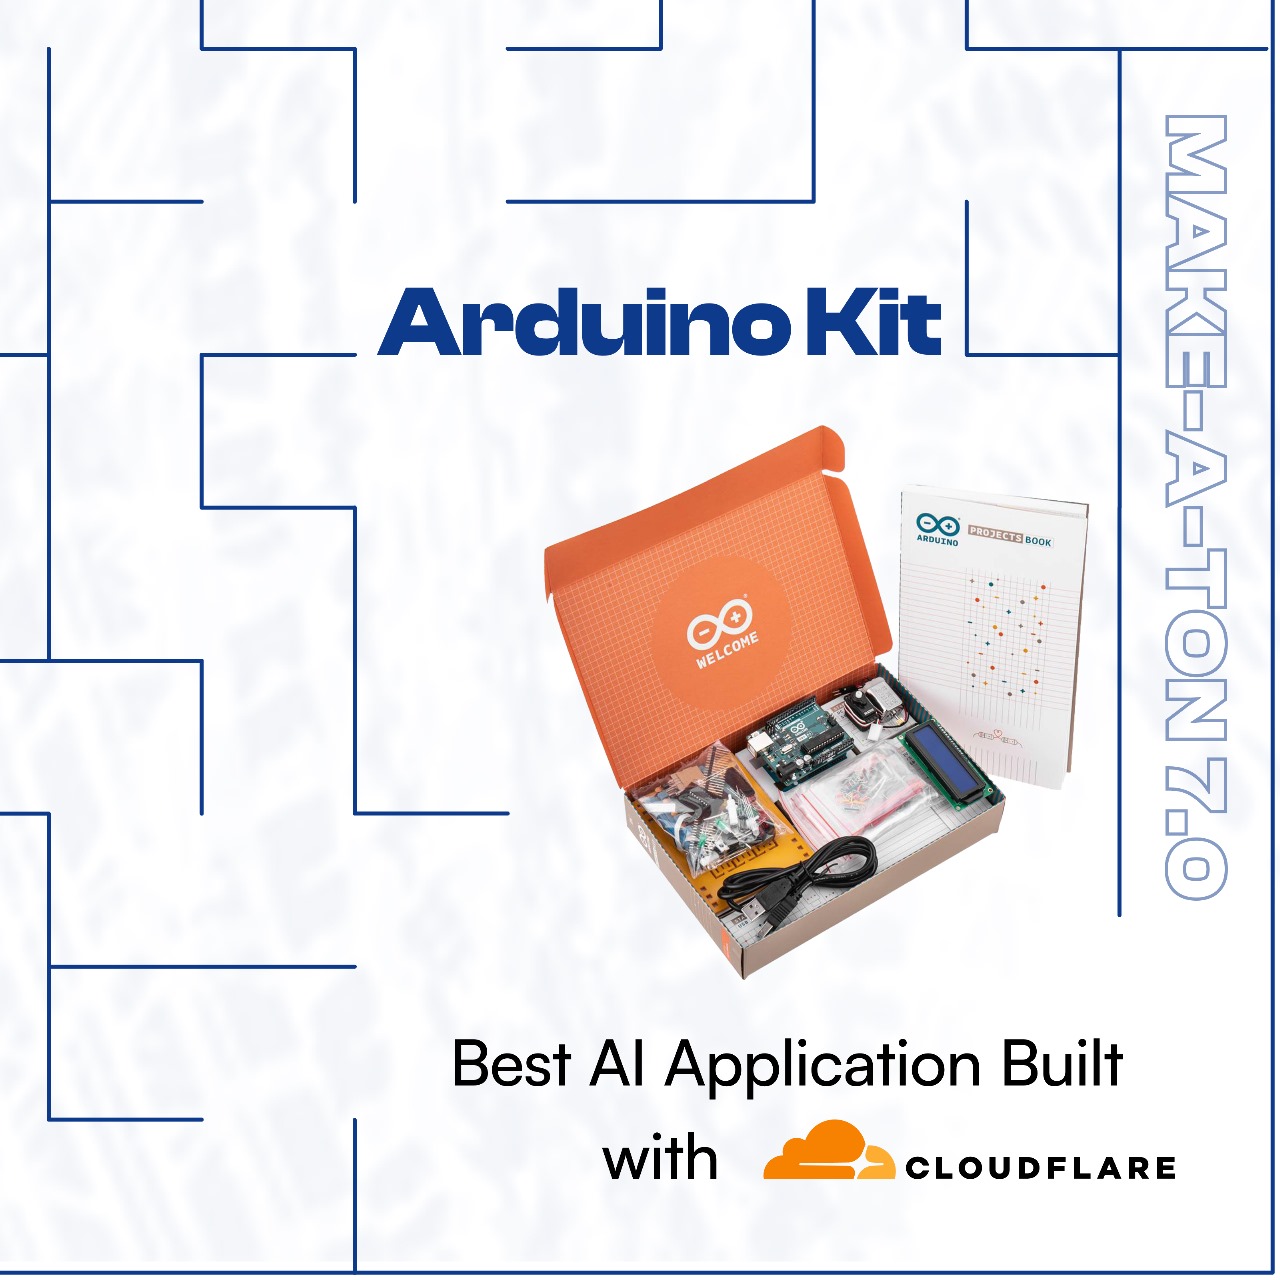 Arduino Kit
WELCOME
ARDUINO
PROJECTS BOOK
Best AI Application Built
with CLOUDFLARE
MAKE-A-TON 7.0